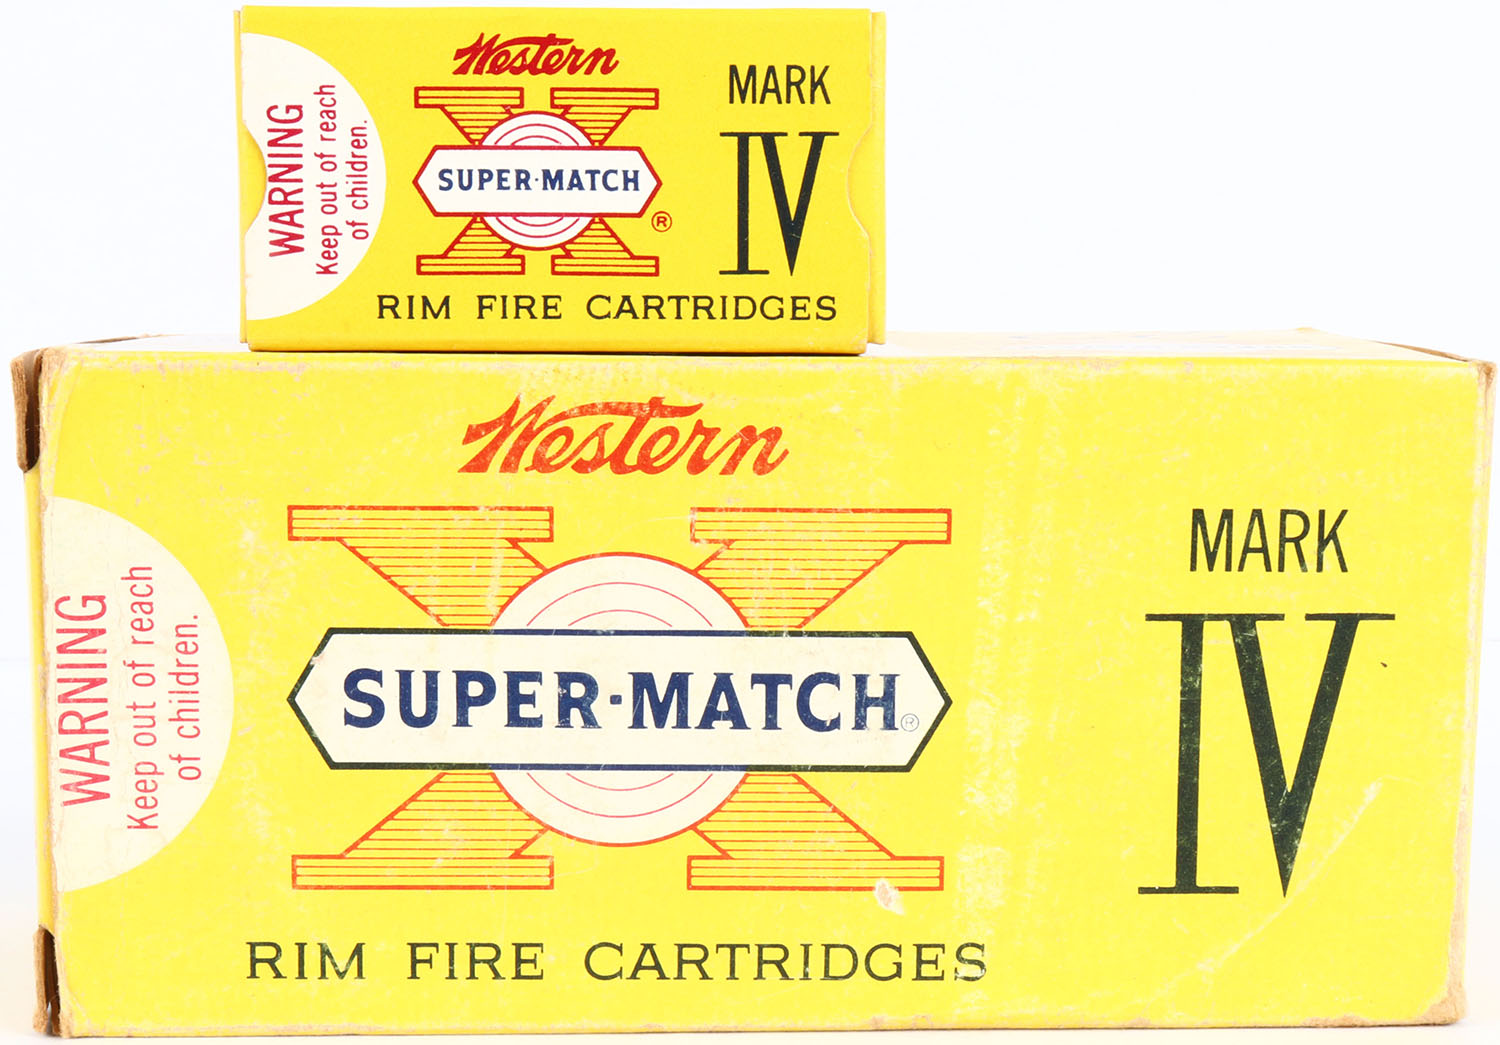 WARNING
Keep out of reach
of children.
Western
SUPER·MATCH
®
MARK
IV
RIM FIRE CARTRIDGES
WARNING
Keep out of reach
of children.
Western
SUPER·MATCH®
MARK
IV
RIM FIRE CARTRIDGES